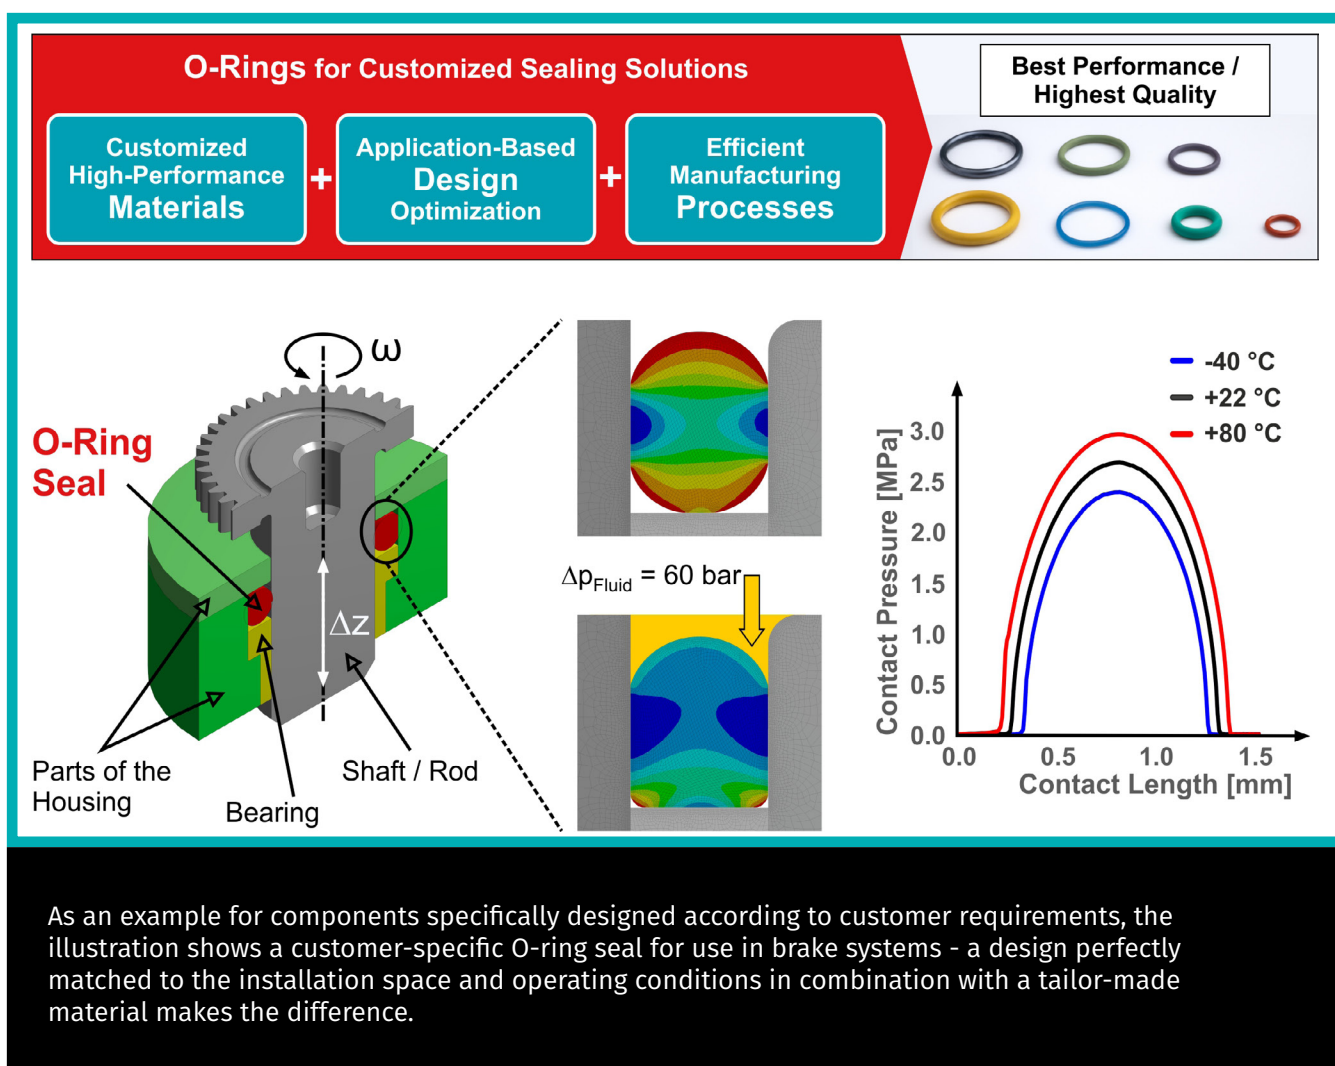 O-Rings for Customized Sealing Solutions
Customized
High-Performance
Materials
+
Application-Based
Design
Optimization
+
Efficient
Manufacturing
Processes
Best Performance /
Highest Quality
ω
O-Ring
Seal
Δz
Parts of the
Housing
Bearing
Shaft / Rod
Δp_Fluid = 60 bar
-40 °C
+22 °C
+80 °C
Contact Pressure [MPa]
3.0
2.5
2.0
1.5
1.0
0.5
0.0
0.0 0.5 1.0 1.5
Contact Length [mm]
As an example for components specifically designed according to customer requirements, the
illustration shows a customer-specific O-ring seal for use in brake systems - a design perfectly
matched to the installation space and operating conditions in combination with a tailor-made
material makes the difference.